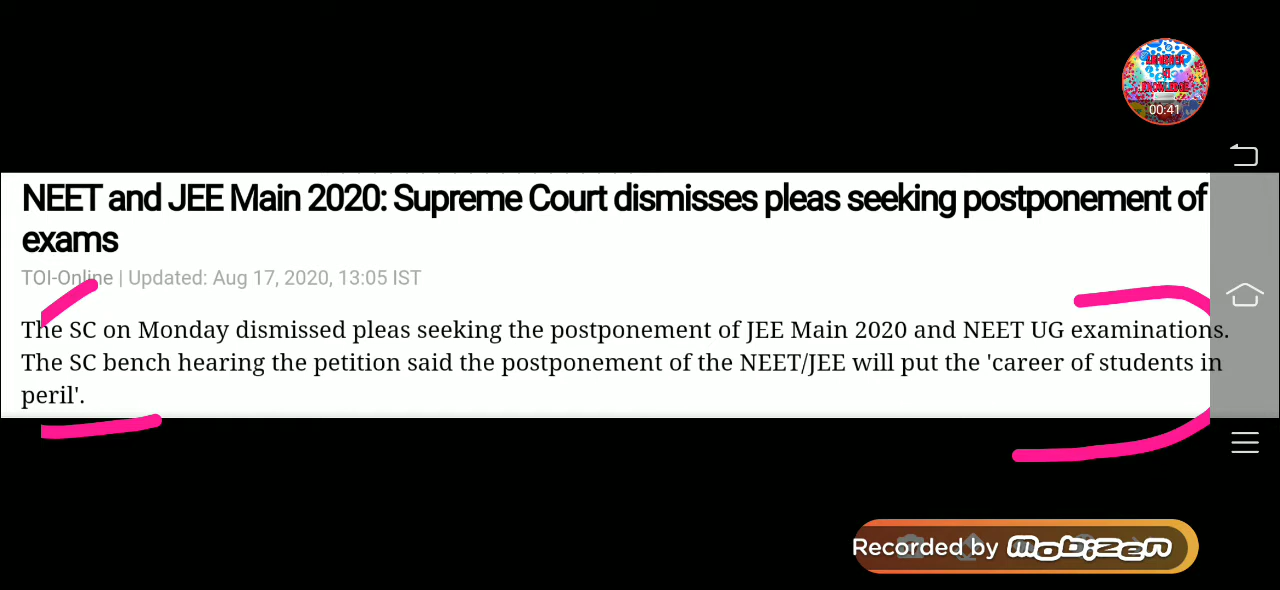 00:41
NEET and JEE Main 2020: Supreme Court dismisses pleas seeking postponement of
exams
TOI-Online | Updated: Aug 17, 2020, 13:05 IST
The SC on Monday dismissed pleas seeking the postponement of JEE Main 2020 and NEET UG examinations.
The SC bench hearing the petition said the postponement of the NEET/JEE will put the 'career of students in
peril'.
Recorded by mobizen